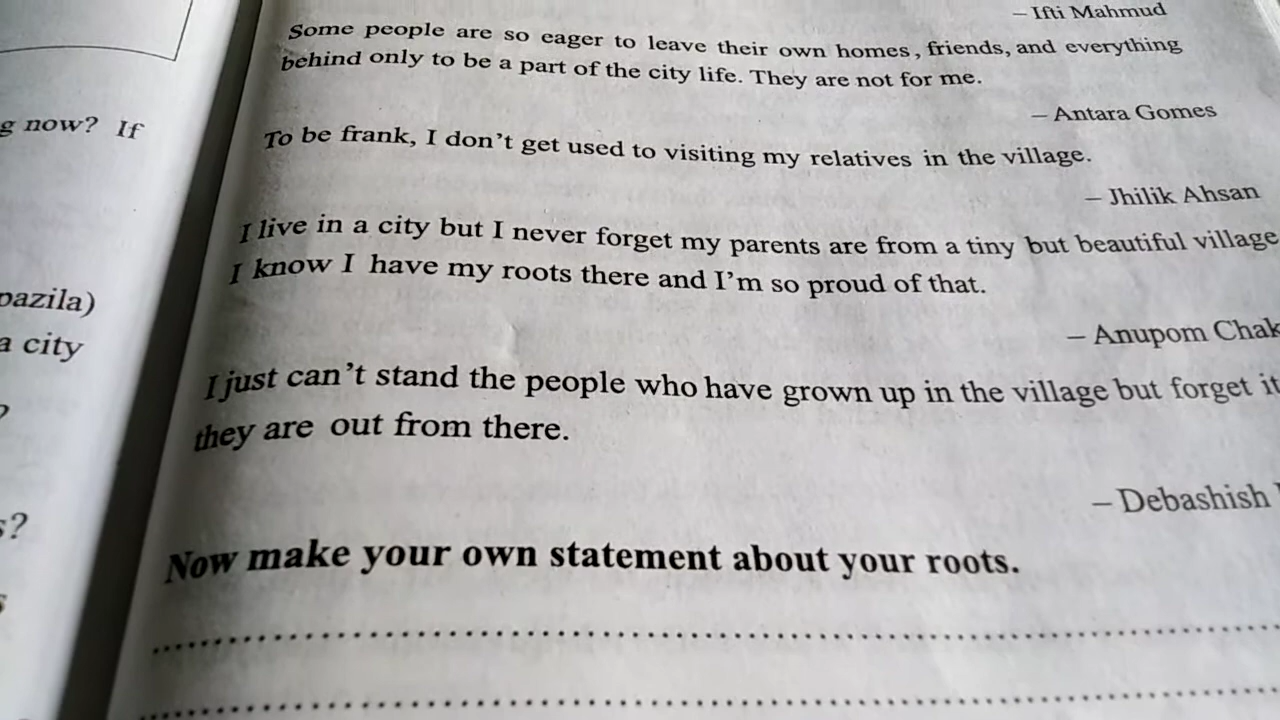 – Ifti Mahmud
Some people are so eager to leave their own homes, friends, and everything
behind only to be a part of the city life. They are not for me.
– Antara Gomes
To be frank, I don't get used to visiting my relatives in the village.
– Jhilik Ahsan
I live in a city but I never forget my parents are from a tiny but beautiful village
I know I have my roots there and I'm so proud of that.
– Anupom Chak
I just can't stand the people who have grown up in the village but forget it
they are out from there.
– Debashish
Now make your own statement about your roots.
g now? If
pazila)
a city
?
s?
s